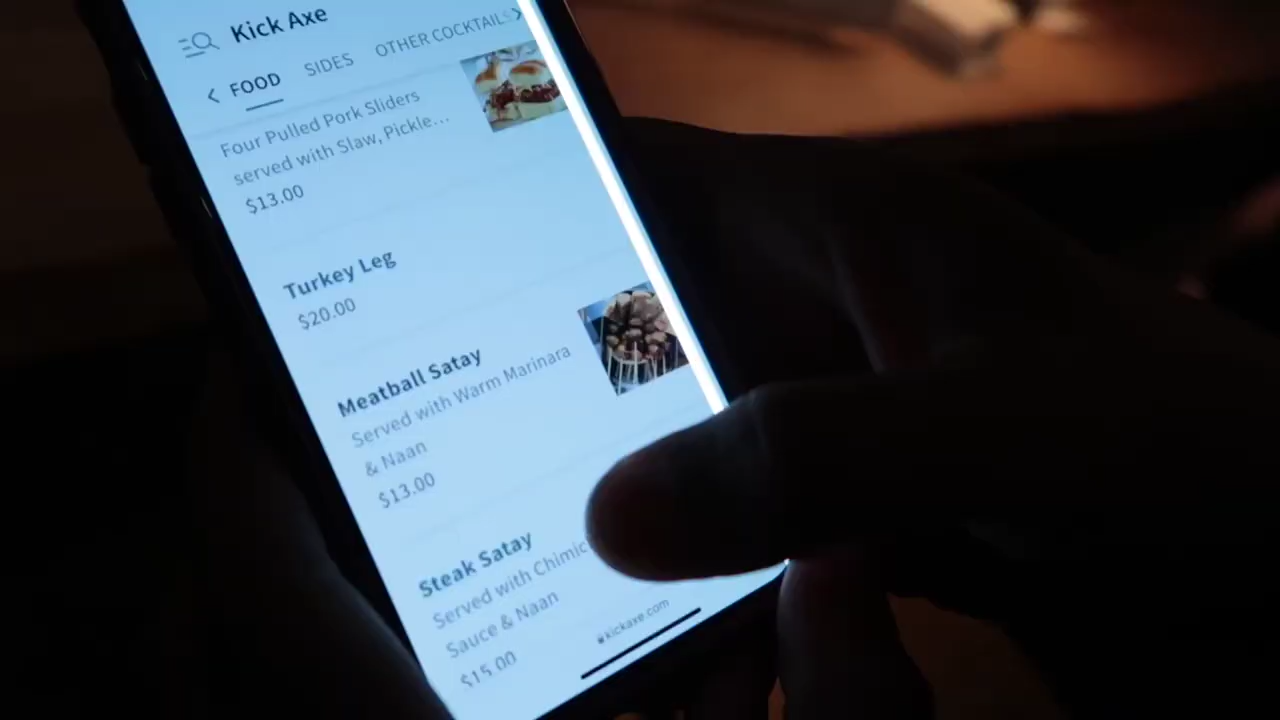 Kick Axe
FOOD SIDES OTHER COCKTAILS
Four Pulled Pork Sliders
served with Slaw, Pickle...
$13.00
Turkey Leg
$20.00
Meatball Satay
Served with Warm Marinara
& Naan
$13.00
Steak Satay
Served with Chimic
Sauce & Naan
$15.00
kickaxe.com